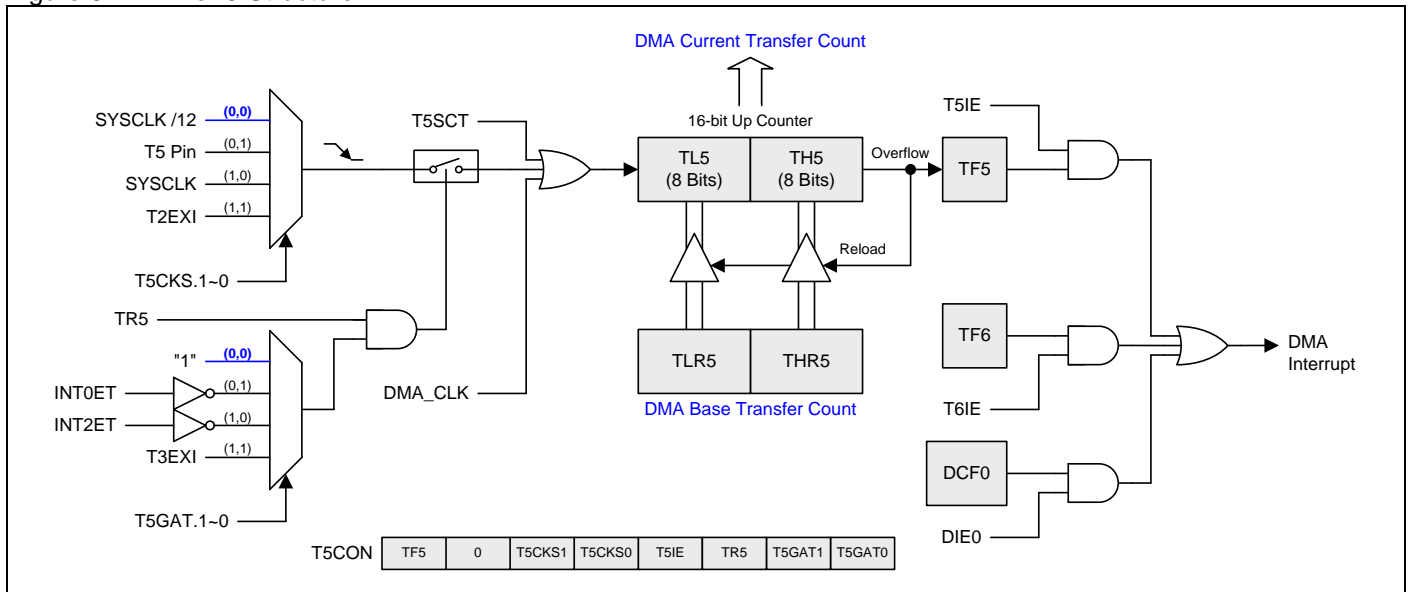 DMA Current Transfer Count
16-bit Up Counter
SYSCLK /12 (0,0)
T5 Pin (0,1)
SYSCLK (1,0)
T2EXI (1,1)
T5CKS.1~0
T5SCT
TL5
(8 Bits)
TH5
(8 Bits)
Overflow
TF5
T5IE
Reload
TR5
"1" (0,0)
INT0ET (0,1)
INT2ET (1,0)
T3EXI (1,1)
T5GAT.1~0
DMA_CLK
TLR5
THR5
DMA Base Transfer Count
TF6
T6IE
DMA
Interrupt
DCF0
DIE0
T5CON TF5 0 T5CKS1 T5CKS0 T5IE TR5 T5GAT1 T5GAT0